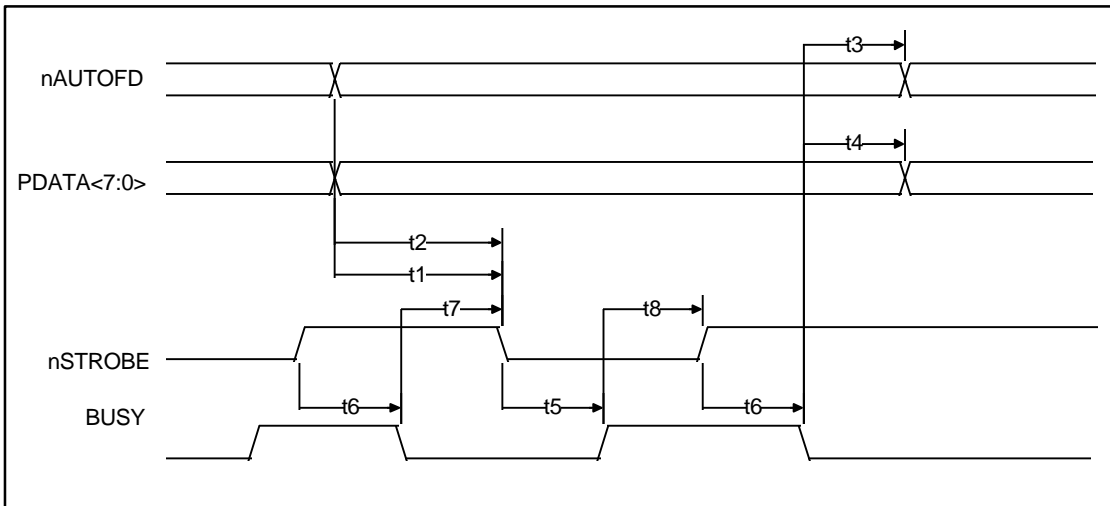 t3
nAUTOFD
t4
PDATA<7:0>
t2
t1
t7
t8
nSTROBE
t6
t5
t6
BUSY